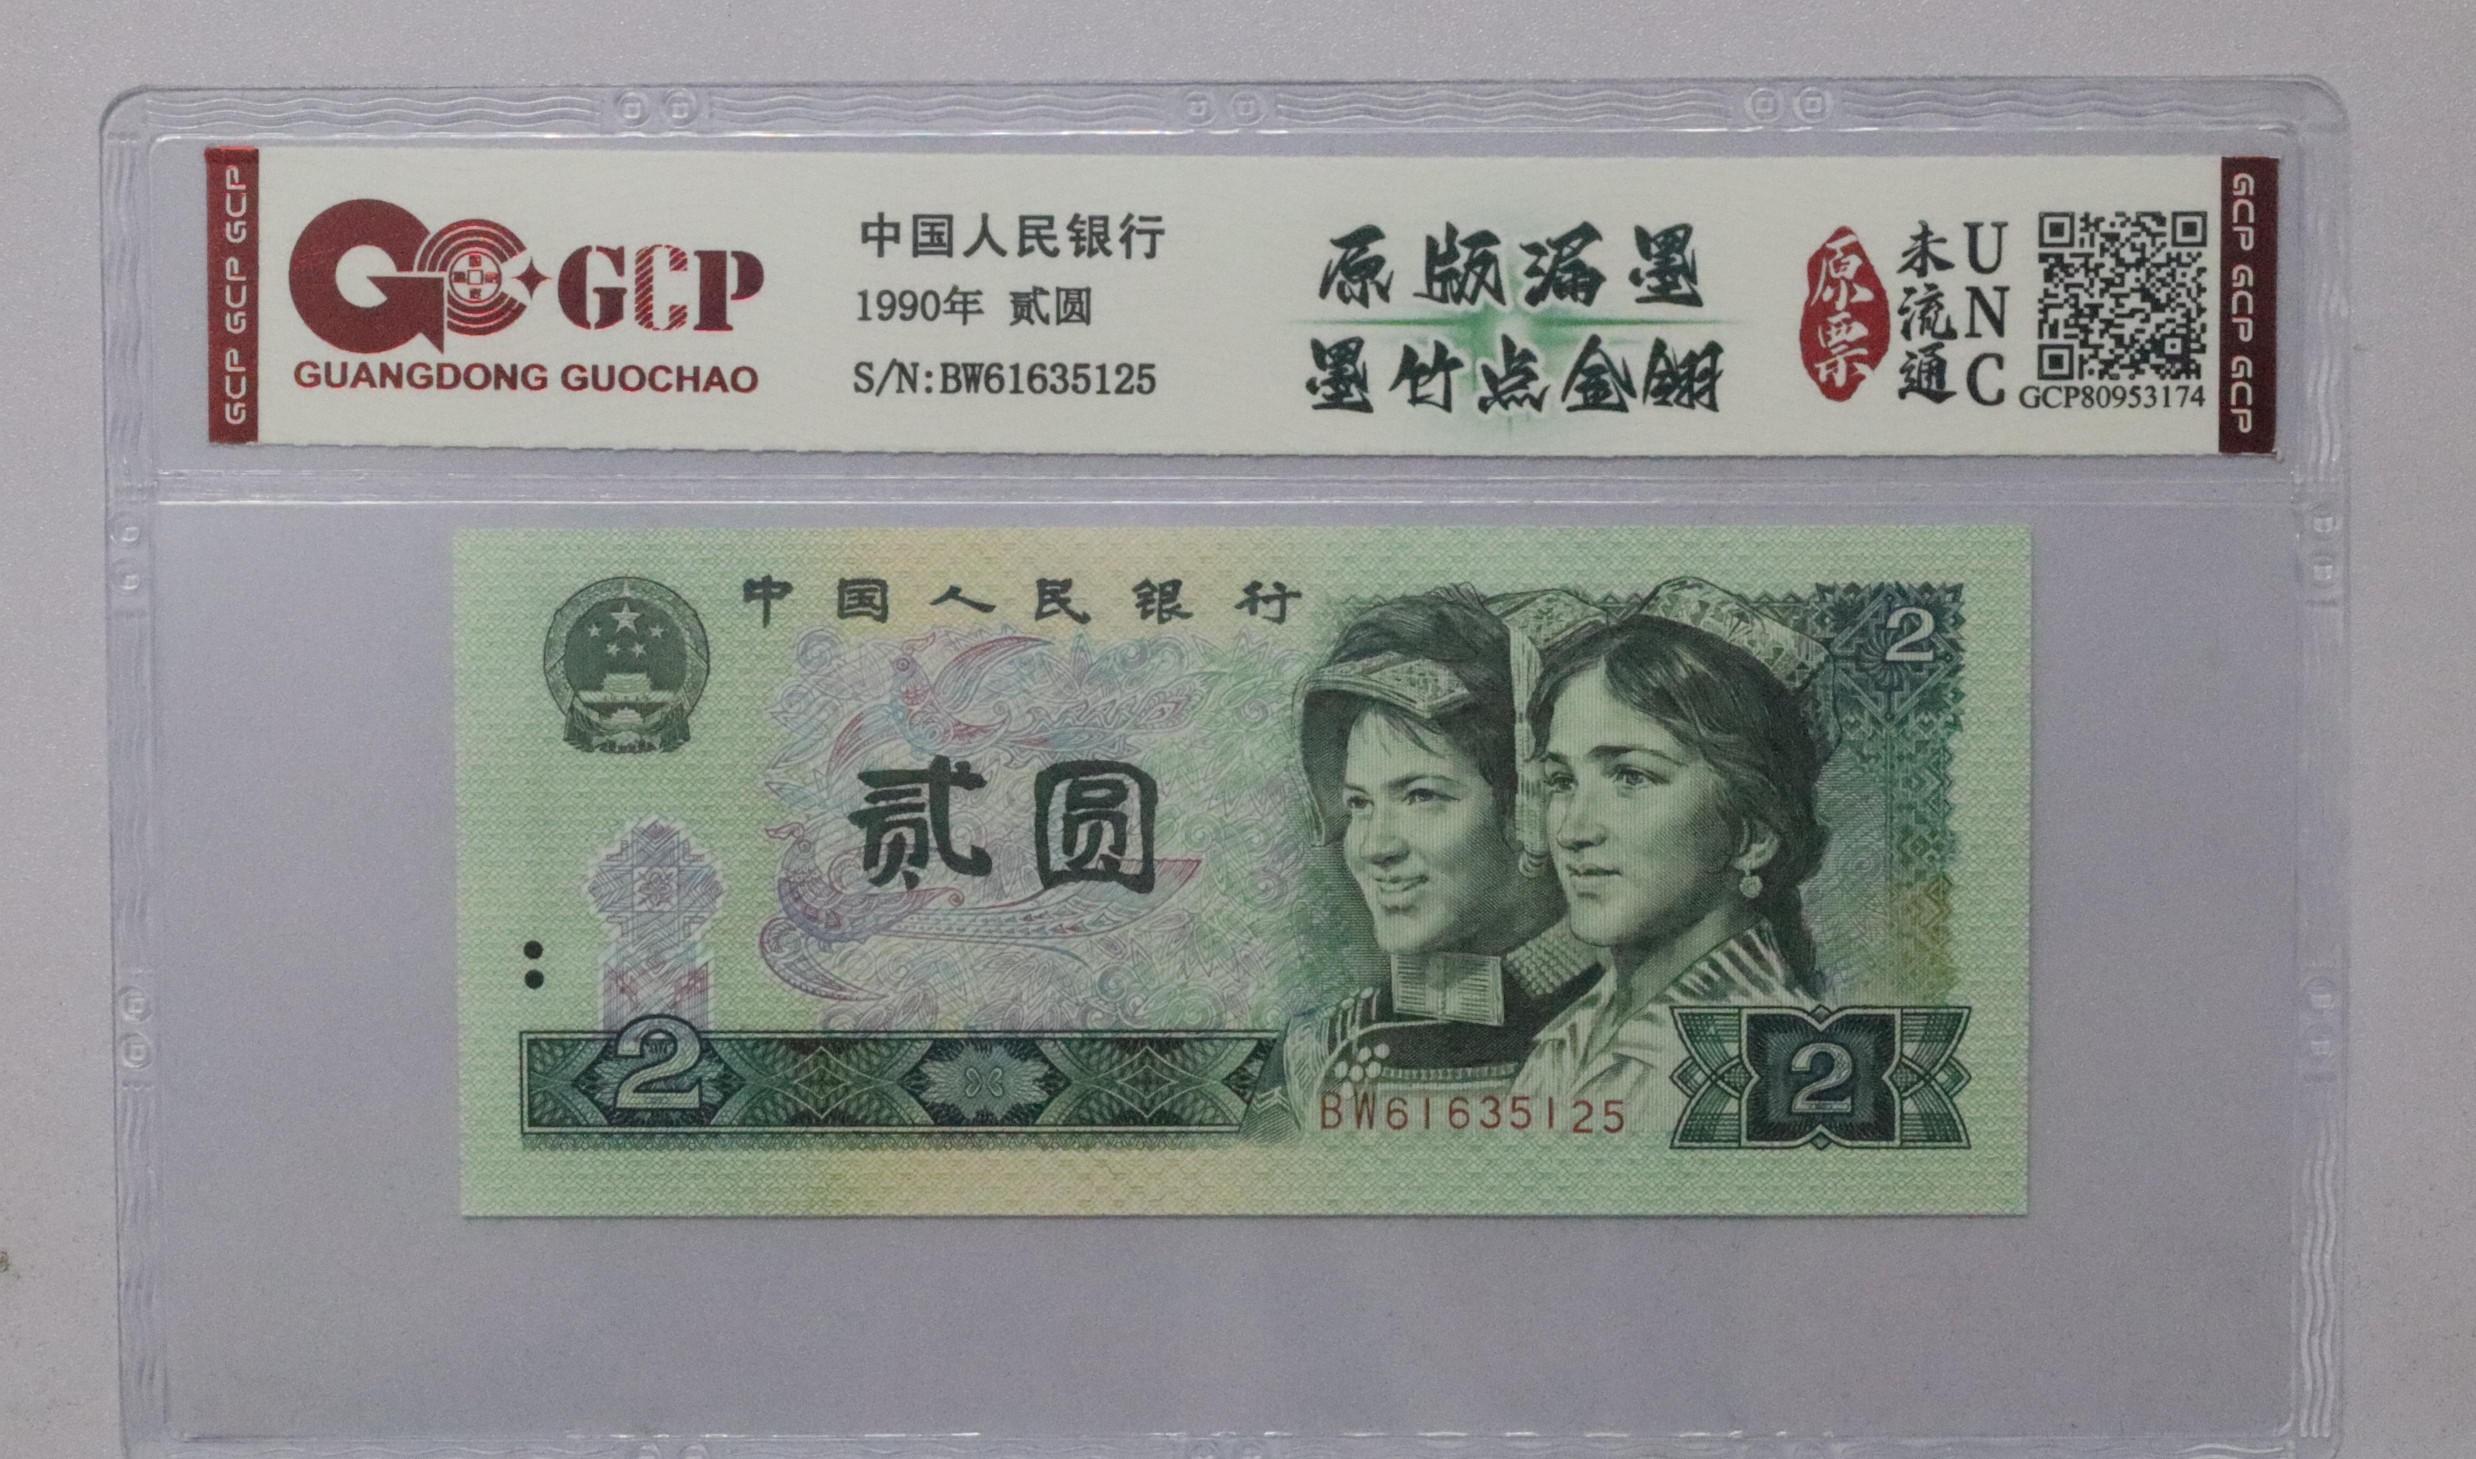 GCP GCP GCP
GCP
GUANGDONG GUOCHAO
中国人民银行
1990年 贰圆
S/N:BW61635125
原版漏墨
墨竹点金翎
原票
未流通
UNC
GCP80953174
GCP GCP GCP
中国人民银行
2
贰圆
2
2
BW61635125